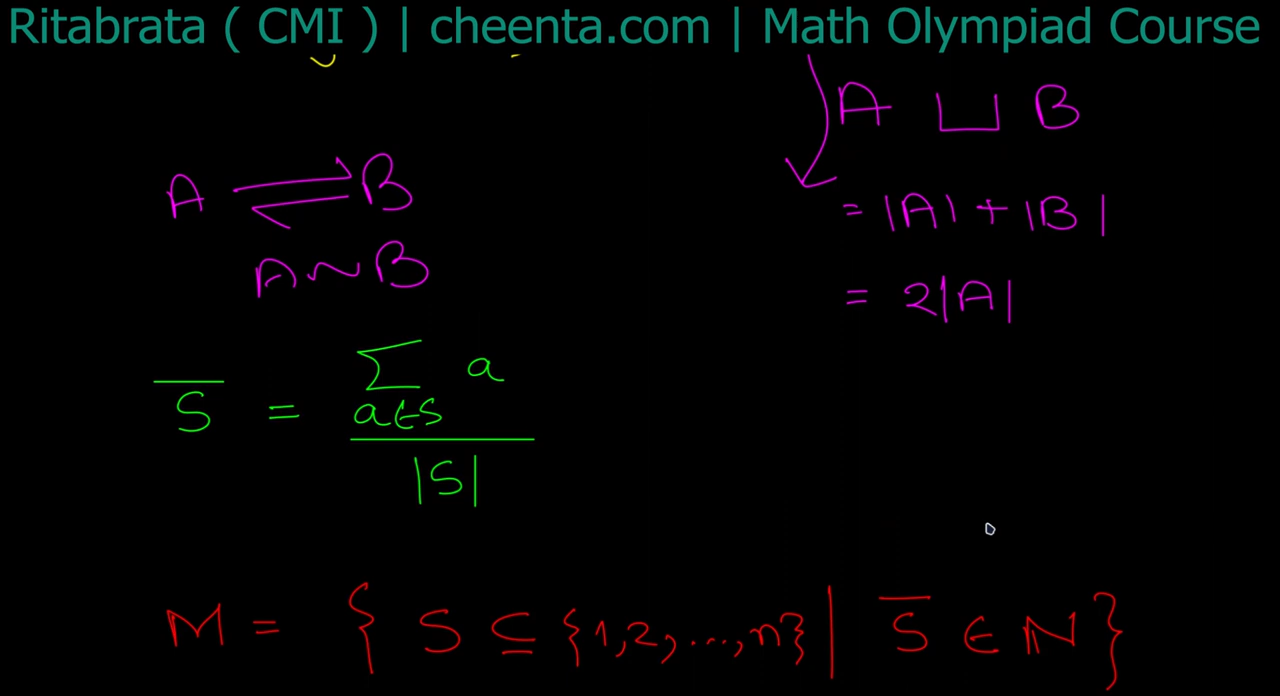 Ritabrata ( CMI ) | cheenta.com | Math Olympiad Course
A ⊔ B
A ⇌ B
= |A| + |B|
A ~ B
= 2|A|
S̅ = Σ_{a∈S} a / |S|
M = { S ⊆ {1,2,...,n} | S̅ ∈ N }